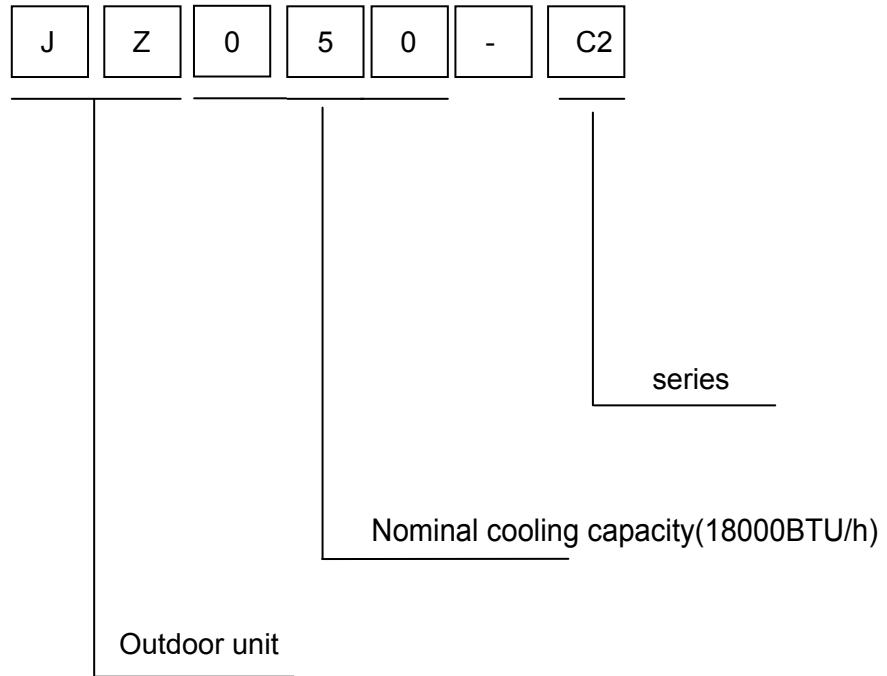 J Z 0 5 0 - C2
series
Nominal cooling capacity(18000BTU/h)
Outdoor unit